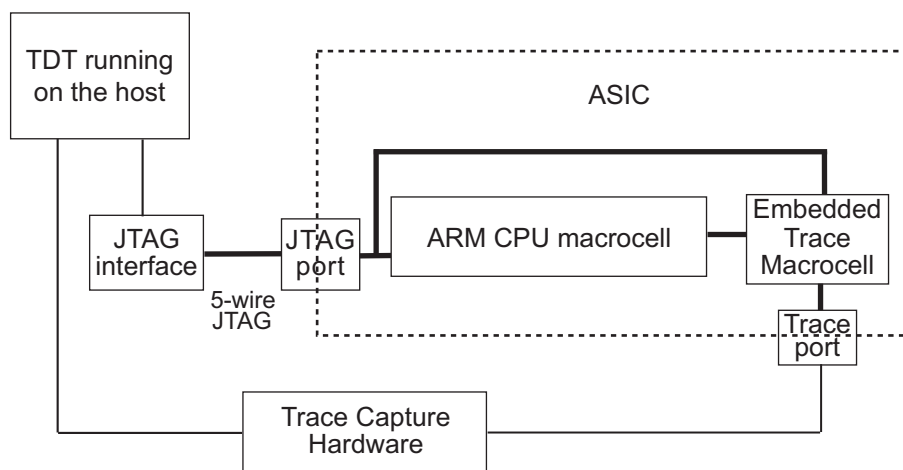 TDT running
on the host
ASIC
JTAG
interface
5-wire
JTAG
JTAG
port
ARM CPU macrocell
Embedded
Trace
Macrocell
Trace
port
Trace Capture
Hardware